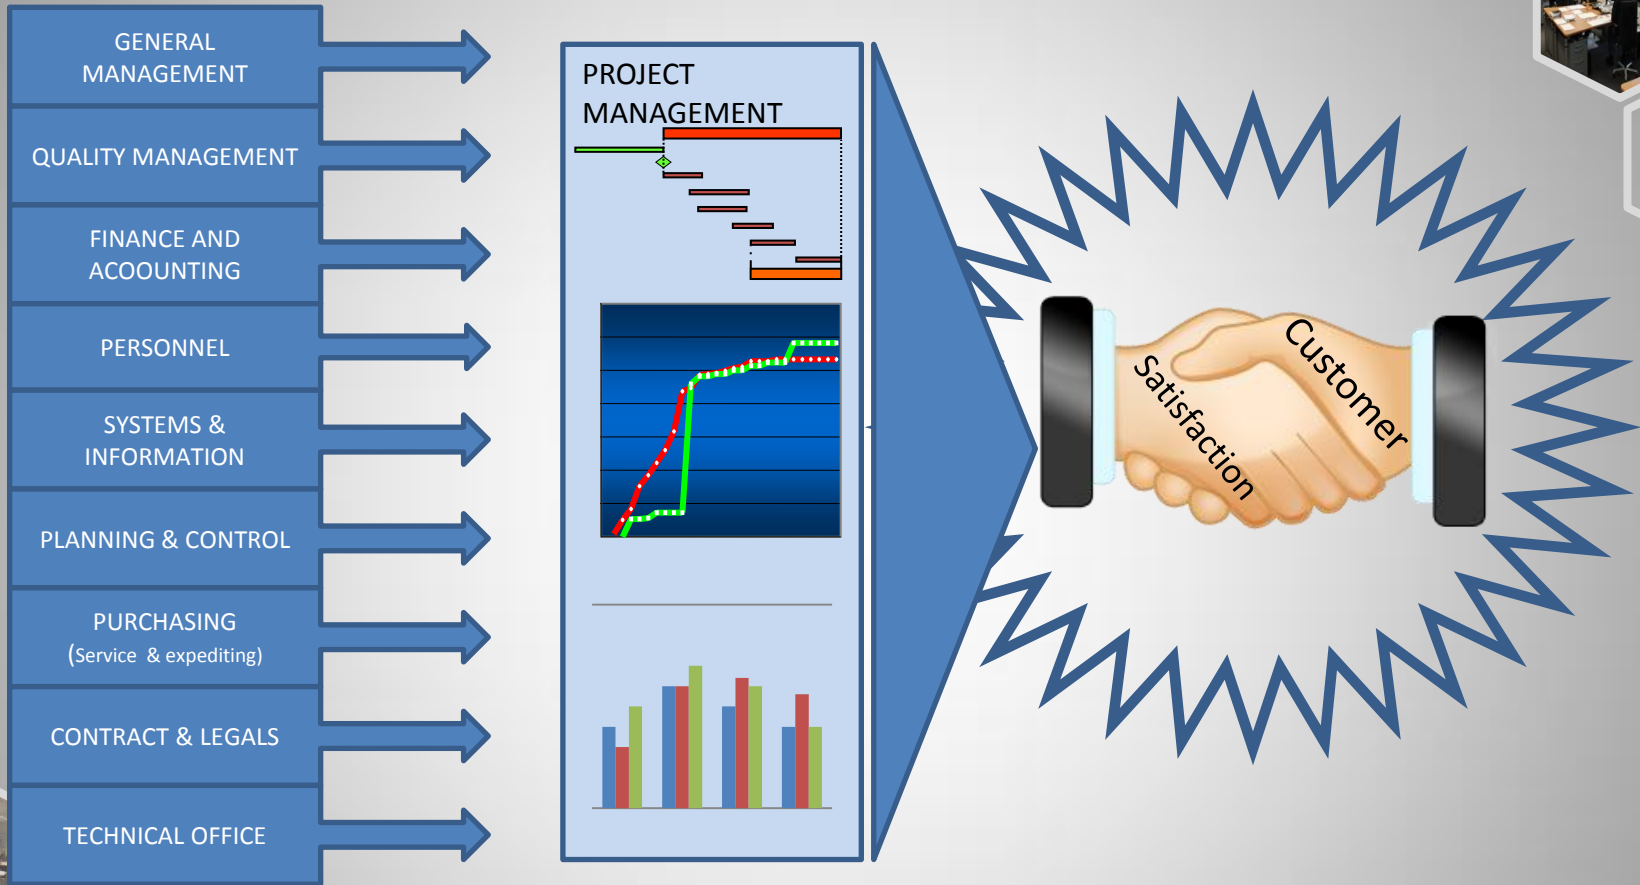 GENERAL
MANAGEMENT
QUALITY MANAGEMENT
FINANCE AND
ACOOUNTING
PERSONNEL
SYSTEMS &
INFORMATION
PLANNING & CONTROL
PURCHASING
(Service & expediting)
CONTRACT & LEGALS
TECHNICAL OFFICE
PROJECT
MANAGEMENT
Customer
Satisfaction